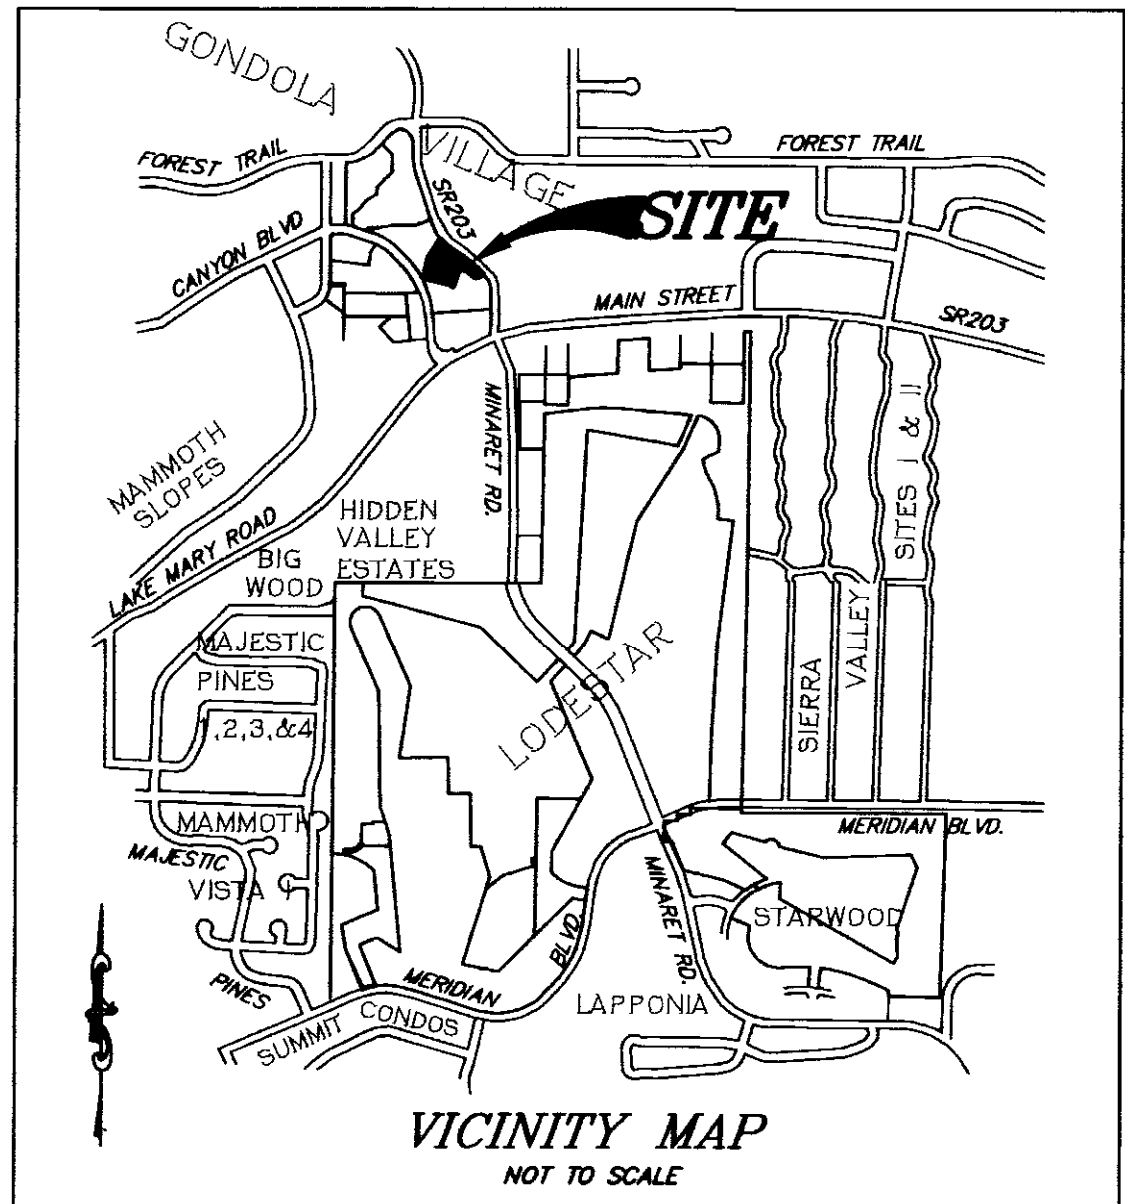 GONDOLA
VILLAGE
FOREST TRAIL
FOREST TRAIL
SR203
SITE
CANYON BLVD
MAIN STREET
SR203
MINARET RD.
MAMMOTH
SLOPES
LAKE MARY ROAD
HIDDEN
VALLEY
ESTATES
BIG
WOOD
SIERRA
VALLEY
SITES I & II
MAJESTIC
PINES
1,2,3,&4
LODESTAR
MAMMOTH
VISTA I
MAJESTIC
PINES
MERIDIAN BLVD.
MINARET RD.
STARWOOD
MERIDIAN
BLVD.
LAPPONIA
SUMMIT CONDOS
VICINITY MAP
NOT TO SCALE